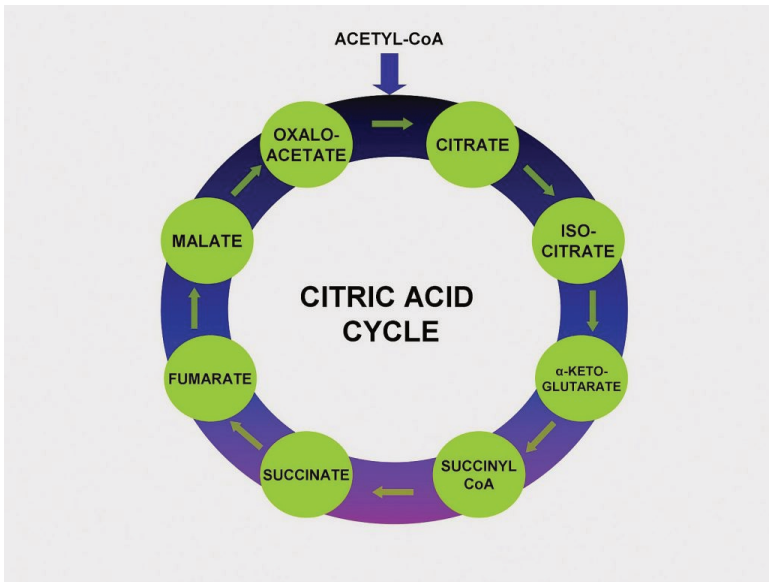 ACETYL-CoA
OXALO-
ACETATE
CITRATE
ISO-
CITRATE
MALATE
CITRIC ACID
CYCLE
α-KETO-
GLUTARATE
FUMARATE
SUCCINYL
CoA
SUCCINATE